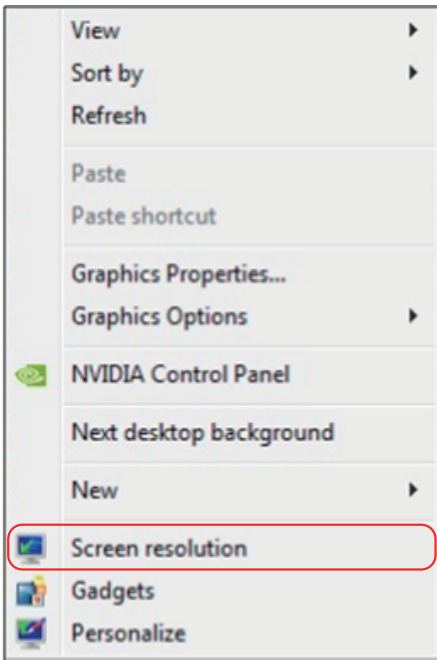 View
Sort by
Refresh
Paste
Paste shortcut
Graphics Properties...
Graphics Options
NVIDIA Control Panel
Next desktop background
New
Screen resolution
Gadgets
Personalize